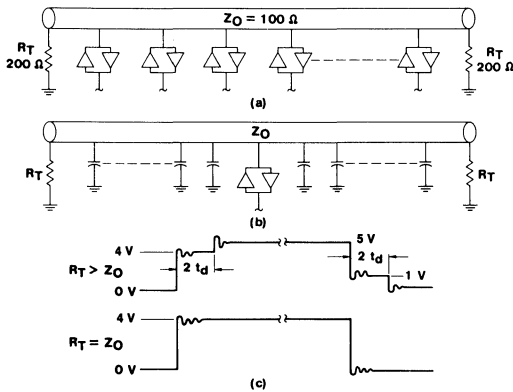 Z_O = 100 Ω
R_T
200 Ω
R_T
200 Ω
(a)
Z_O
R_T
R_T
(b)
4 V
R_T > Z_O
2 t_d
0 V
5 V
2 t_d
1 V
4 V
R_T = Z_O
0 V
(c)